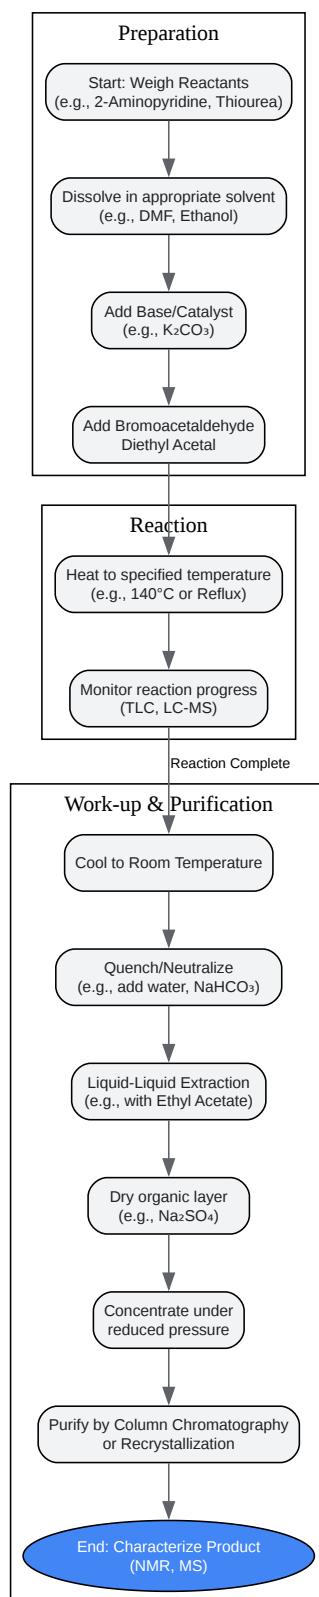 Preparation
Start: Weigh Reactants
(e.g., 2-Aminopyridine, Thiourea)
Dissolve in appropriate solvent
(e.g., DMF, Ethanol)
Add Base/Catalyst
(e.g., K₂CO₃)
Add Bromoacetaldehyde
Diethyl Acetal
Reaction
Heat to specified temperature
(e.g., 140°C or Reflux)
Monitor reaction progress
(TLC, LC-MS)
Reaction Complete
Work-up & Purification
Cool to Room Temperature
Quench/Neutralize
(e.g., add water, NaHCO₃)
Liquid-Liquid Extraction
(e.g., with Ethyl Acetate)
Dry organic layer
(e.g., Na₂SO₄)
Concentrate under
reduced pressure
Purify by Column Chromatography
or Recrystallization
End: Characterize Product
(NMR, MS)